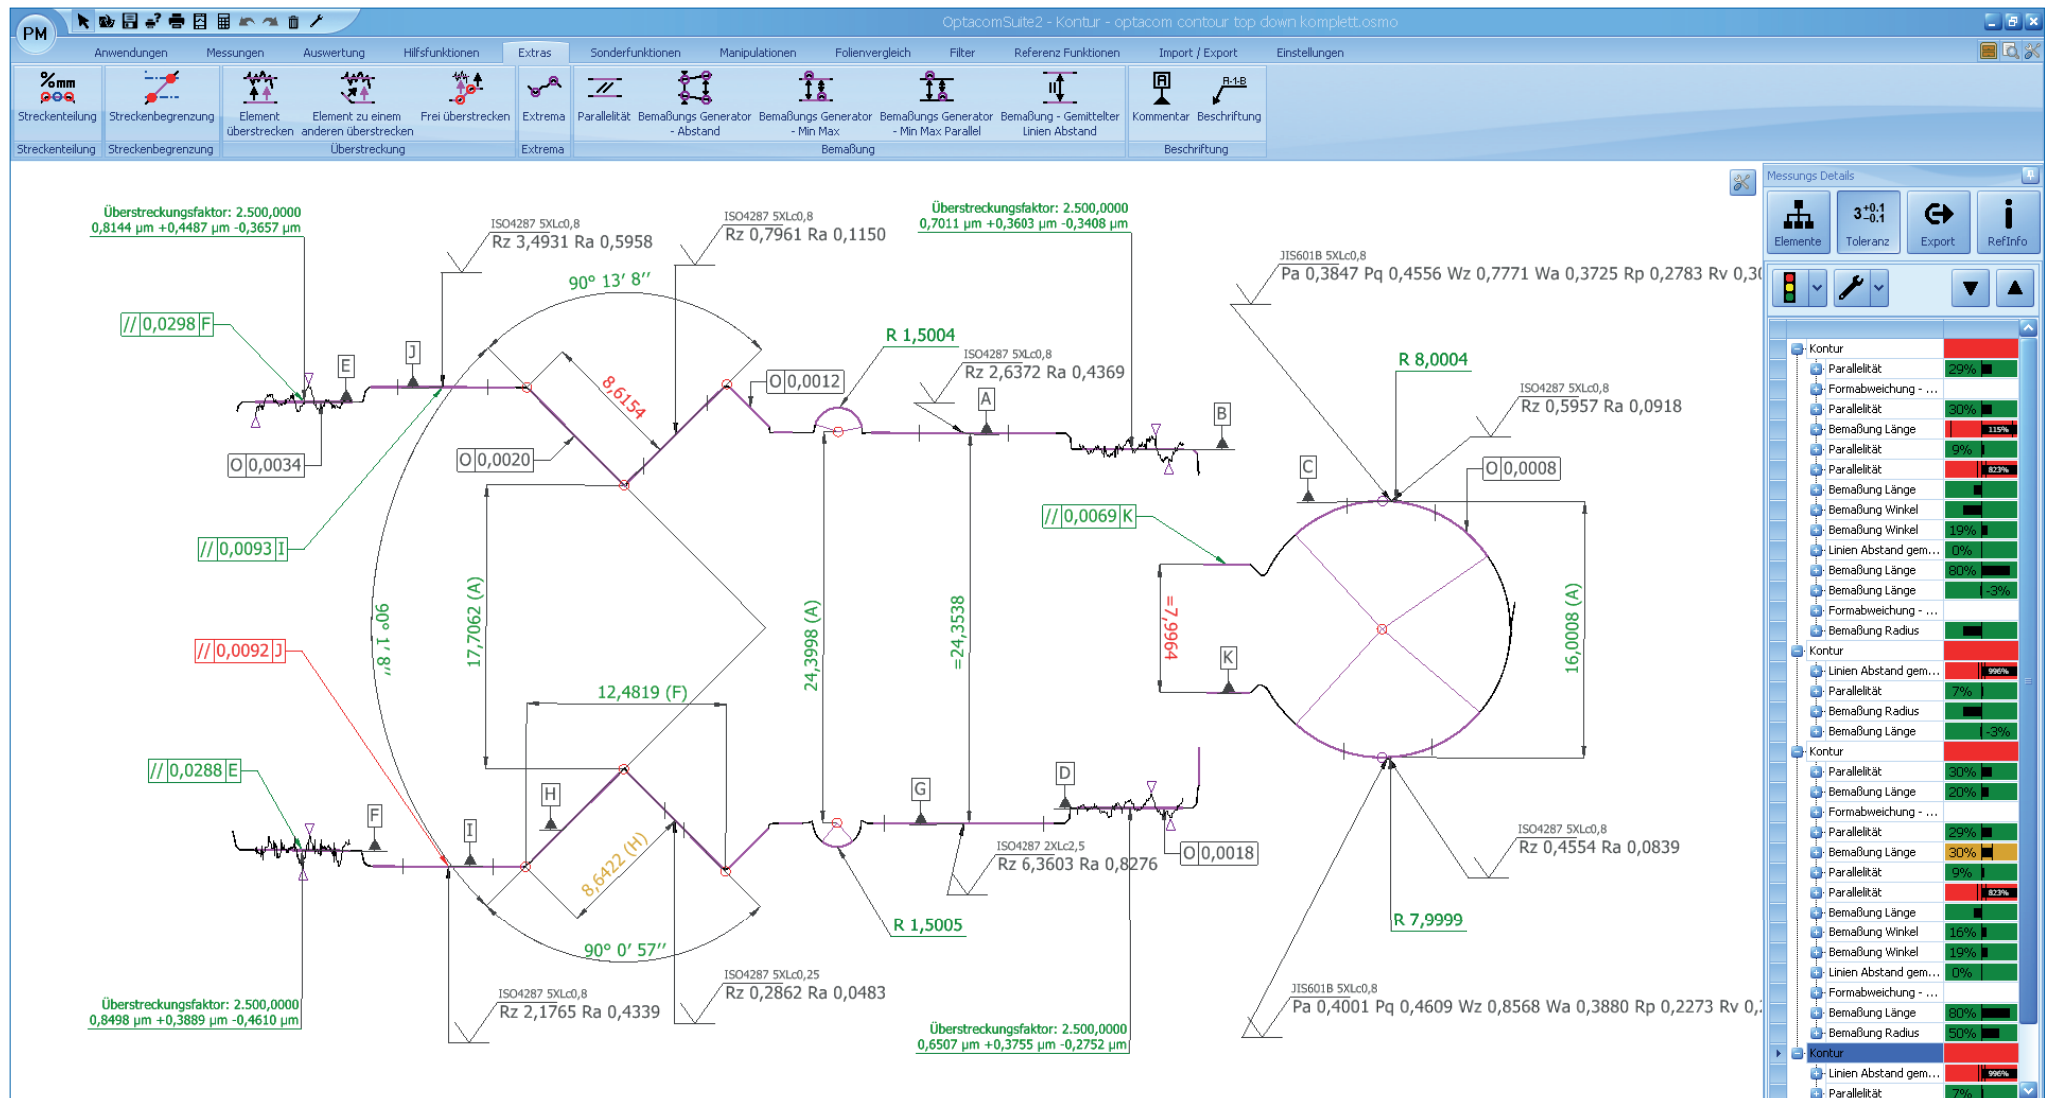 PM
OptacomSuite2 - Kontur - optacom contour top down komplett.osmo
Anwendungen Messungen Auswertung Hilfsfunktionen Extras Sonderfunktionen Manipulationen Folienvergleich Filter Referenz Funktionen Import / Export Einstellungen
%mm
Streckenteilung
Streckenteilung
Streckenbegrenzung
Streckenbegrenzung
Element
überstrecken
Element zu einem
anderen überstrecken
Frei überstrecken
Überstreckung
Extrema
Extrema
Parallelität
Bemaßungs Generator
- Abstand
Bemaßungs Generator
- Min Max
Bemaßungs Generator
- Min Max Parallel
Bemaßung - Gemittelter
Linien Abstand
Bemaßung
A
Kommentar
A-1-B
Beschriftung
Beschriftung
Überstreckungsfaktor: 2.500,0000
0,8144 µm +0,4487 µm -0,3657 µm
ISO4287 5XLc0,8
Rz 3,4931 Ra 0,5958
ISO4287 5XLc0,8
Rz 0,7961 Ra 0,1150
Überstreckungsfaktor: 2.500,0000
0,7011 µm +0,3603 µm -0,3408 µm
JIS601B 5XLc0,8
Pa 0,3847 Pq 0,4556 Wz 0,7771 Wa 0,3725 Rp 0,2783 Rv 0,30
90° 13' 8''
// 0,0298 F
R 1,5004
ISO4287 5XLc0,8
Rz 2,6372 Ra 0,4369
R 8,0004
ISO4287 5XLc0,8
Rz 0,5957 Ra 0,0918
E
J
8,6154
O 0,0012
A
B
O 0,0034
O 0,0020
C
O 0,0008
// 0,0069 K
// 0,0093 I
90° 1' 8''
17,7062 (A)
24,3998 (A)
=24,3538
=7,9964
16,0008 (A)
// 0,0092 J
K
12,4819 (F)
// 0,0288 E
H
F
I
G
D
8,6422 (H)
ISO4287 2XLc2,5
Rz 6,3603 Ra 0,8276
O 0,0018
ISO4287 5XLc0,8
Rz 0,4554 Ra 0,0839
R 1,5005
R 7,9999
90° 0' 57''
ISO4287 5XLc0,25
Rz 0,2862 Ra 0,0483
ISO4287 5XLc0,8
Rz 2,1765 Ra 0,4339
Überstreckungsfaktor: 2.500,0000
0,8498 µm +0,3889 µm -0,4610 µm
JIS601B 5XLc0,8
Pa 0,4001 Pq 0,4609 Wz 0,8568 Wa 0,3880 Rp 0,2273 Rv 0,
Überstreckungsfaktor: 2.500,0000
0,6507 µm +0,3755 µm -0,2752 µm
Messungs Details
Elemente
3 +0.1 -0.1
Toleranz
Export
RefInfo
Kontur
Parallelität 29%
Formabweichung - ...
Parallelität 30%
Bemaßung Länge 115%
Parallelität 9%
Parallelität 823%
Bemaßung Länge
Bemaßung Winkel
Bemaßung Winkel 19%
Linien Abstand gem... 0%
Bemaßung Länge 80%
Bemaßung Länge -3%
Formabweichung - ...
Bemaßung Radius
Kontur
Linien Abstand gem... 996%
Parallelität 7%
Bemaßung Radius
Bemaßung Länge -3%
Kontur
Parallelität 30%
Bemaßung Länge 20%
Formabweichung - ...
Parallelität 29%
Bemaßung Länge 30%
Parallelität 9%
Parallelität 823%
Bemaßung Länge
Bemaßung Winkel 16%
Bemaßung Winkel 19%
Linien Abstand gem... 0%
Formabweichung - ...
Bemaßung Länge 80%
Bemaßung Radius 50%
Kontur
Linien Abstand gem... 996%
Parallelität 7%